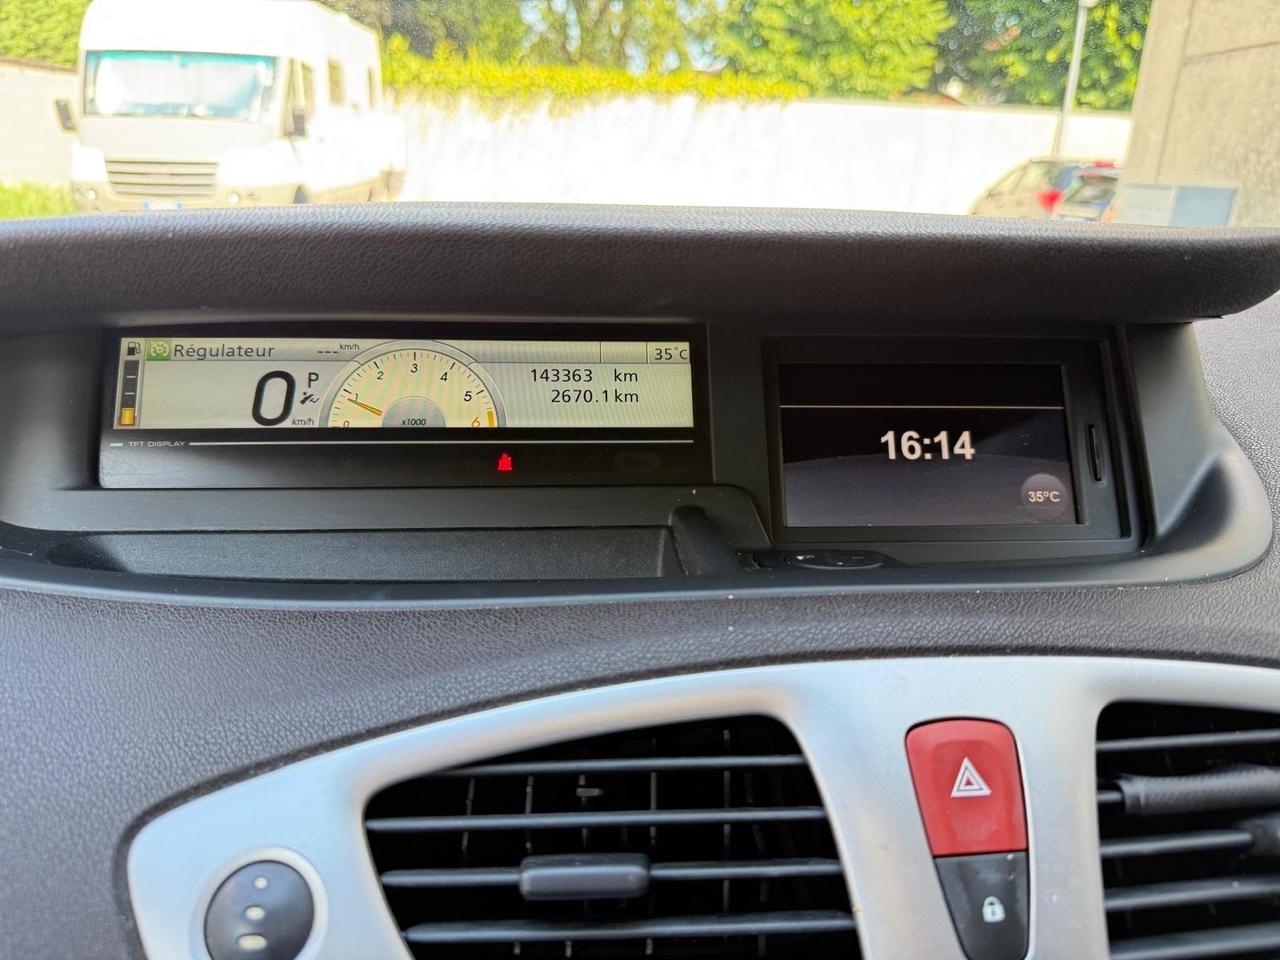 Régulateur --- km/h 35°C
0 km/h P
0 1 2 3 4 5 6
x1000
143363 km
2670.1 km
TFT DISPLAY
16:14
35°C